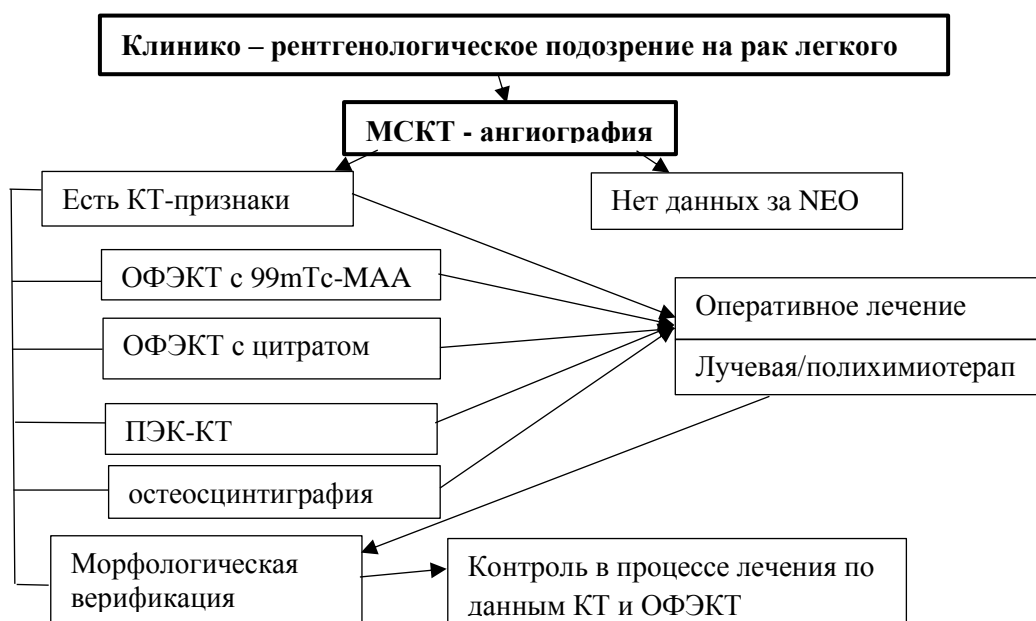 Клинико – рентгенологическое подозрение на рак легкого
МСКТ - ангиография
Есть КТ-признаки
Нет данных за NEO
ОФЭКТ с 99mTc-MAA
Оперативное лечение
ОФЭКТ с цитратом
Лучевая/полихимиотерап
ПЭК-КТ
остеосцинтиграфия
Морфологическая
верификация
Контроль в процессе лечения по
данным КТ и ОФЭКТ